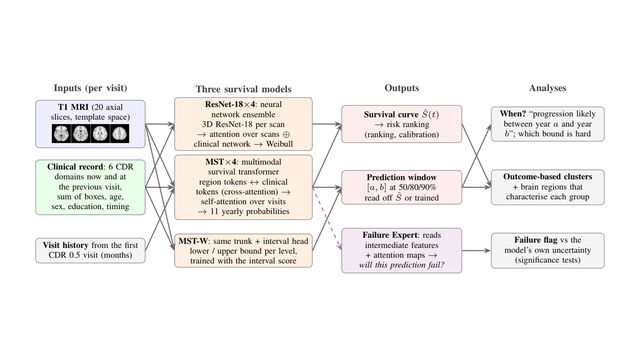 Inputs (per visit)
T1 MRI (20 axial
slices, template space)
Clinical record: 6 CDR
domains now and at
the previous visit,
sum of boxes, age,
sex, education, timing
Visit history from the first
CDR 0.5 visit (months)
Three survival models
ResNet-18×4: neural
network ensemble
3D ResNet-18 per scan
→ attention over scans ⊕
clinical network → Weibull
MST×4: multimodal
survival transformer
region tokens ↔ clinical
tokens (cross-attention) →
self-attention over visits
→ 11 yearly probabilities
MST-W: same trunk + interval head
lower / upper bound per level,
trained with the interval score
Outputs
Survival curve Ŝ(t)
→ risk ranking
(ranking, calibration)
Prediction window
[a, b] at 50/80/90%
read off Ŝ or trained
Failure Expert: reads
intermediate features
+ attention maps →
will this prediction fail?
Analyses
When? “progression likely
between year a and year
b”; which bound is hard
Outcome-based clusters
+ brain regions that
characterise each group
Failure flag vs the
model's own uncertainty
(significance tests)